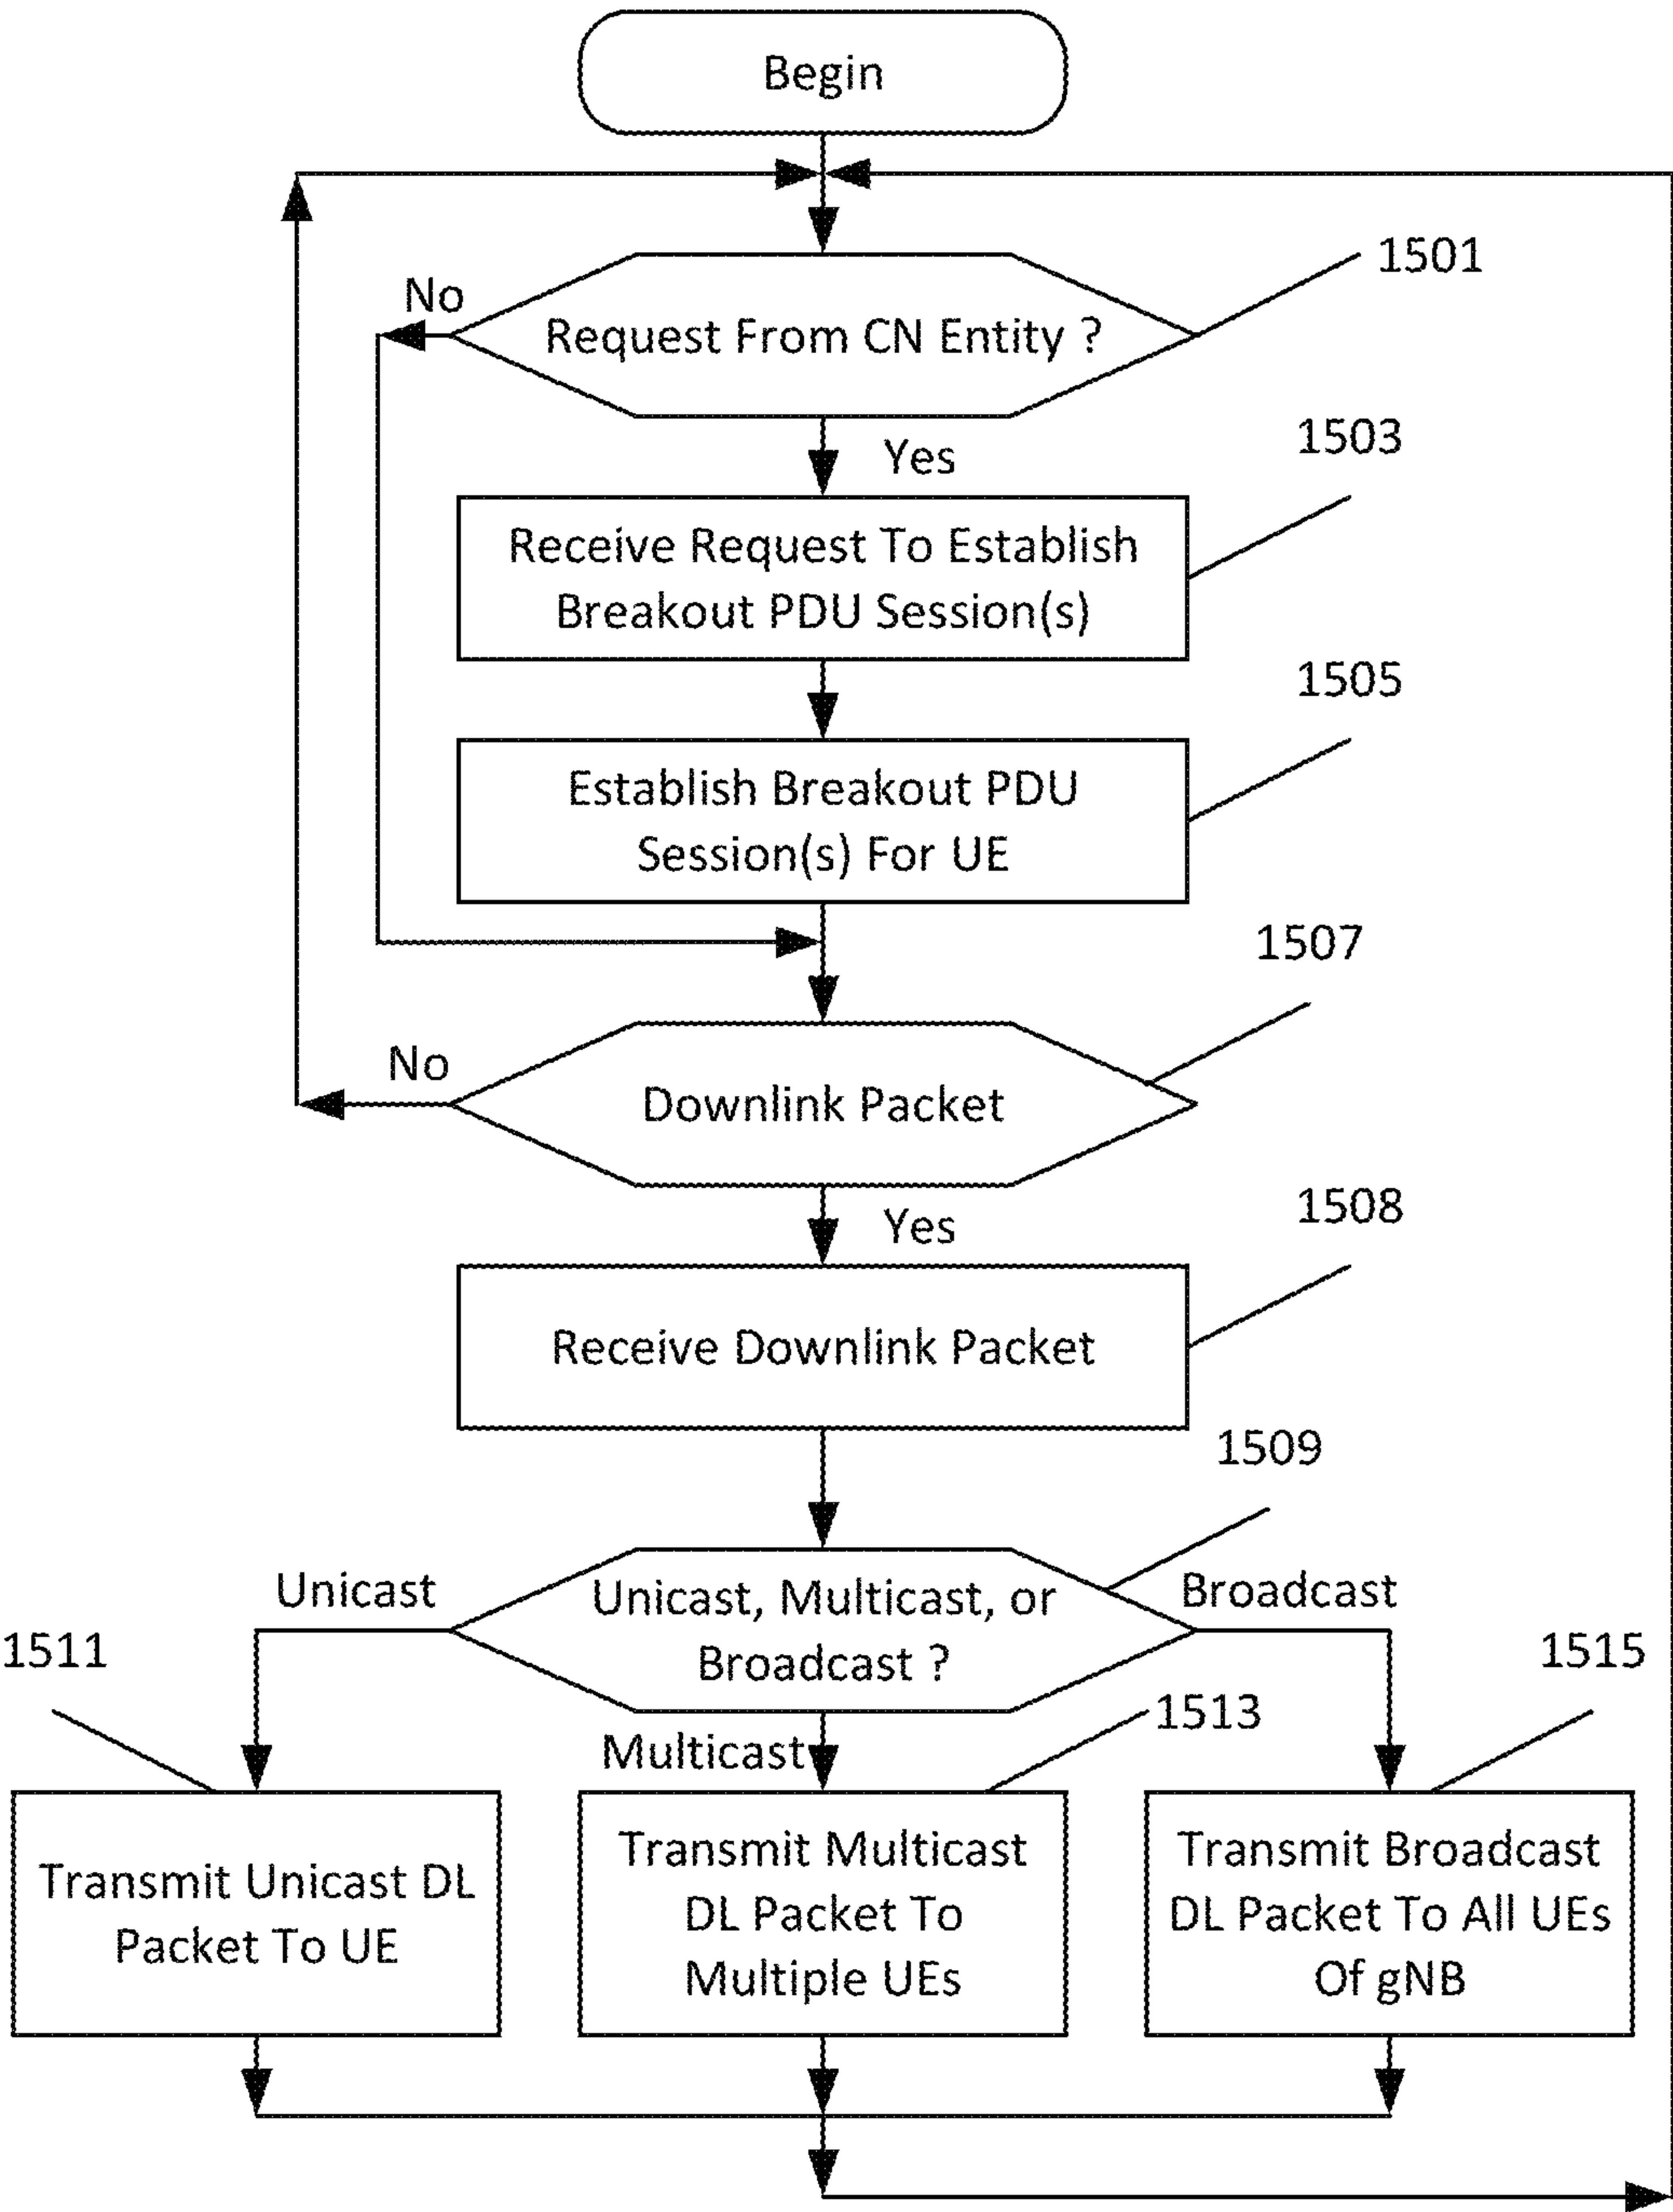 Begin
1501
No
Request From CN Entity ?
1503
Yes
Receive Request To Establish
Breakout PDU Session(s)
1505
Establish Breakout PDU
Session(s) For UE
1507
No
Downlink Packet
1508
Yes
Receive Downlink Packet
1509
Unicast
Unicast, Multicast, or
Broadcast ?
Broadcast
1511
1515
1513
Multicast
Transmit Unicast DL
Packet To UE
Transmit Multicast
DL Packet To
Multiple UEs
Transmit Broadcast
DL Packet To All UEs
Of gNB